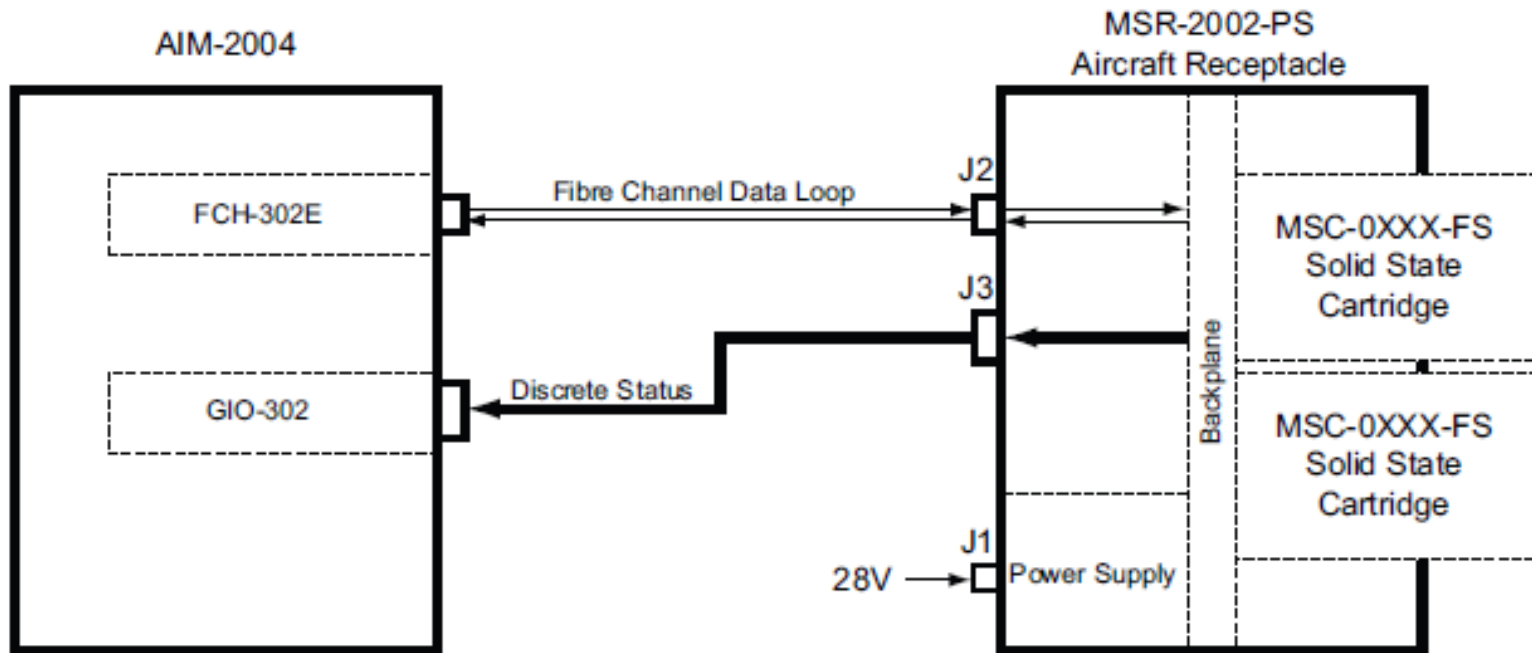 AIM-2004
MSR-2002-PS
Aircraft Receptacle
FCH-302E
Fibre Channel Data Loop
J2
MSC-0XXX-FS
Solid State
Cartridge
J3
GIO-302
Discrete Status
Backplane
MSC-0XXX-FS
Solid State
Cartridge
J1
28V
Power Supply